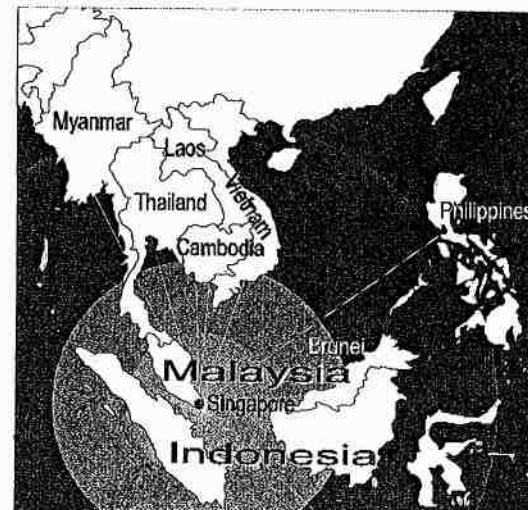 Myanmar
Laos
Thailand
Vietnam
Cambodia
Philippines
Brunei
Malaysia
Singapore
Indonesia